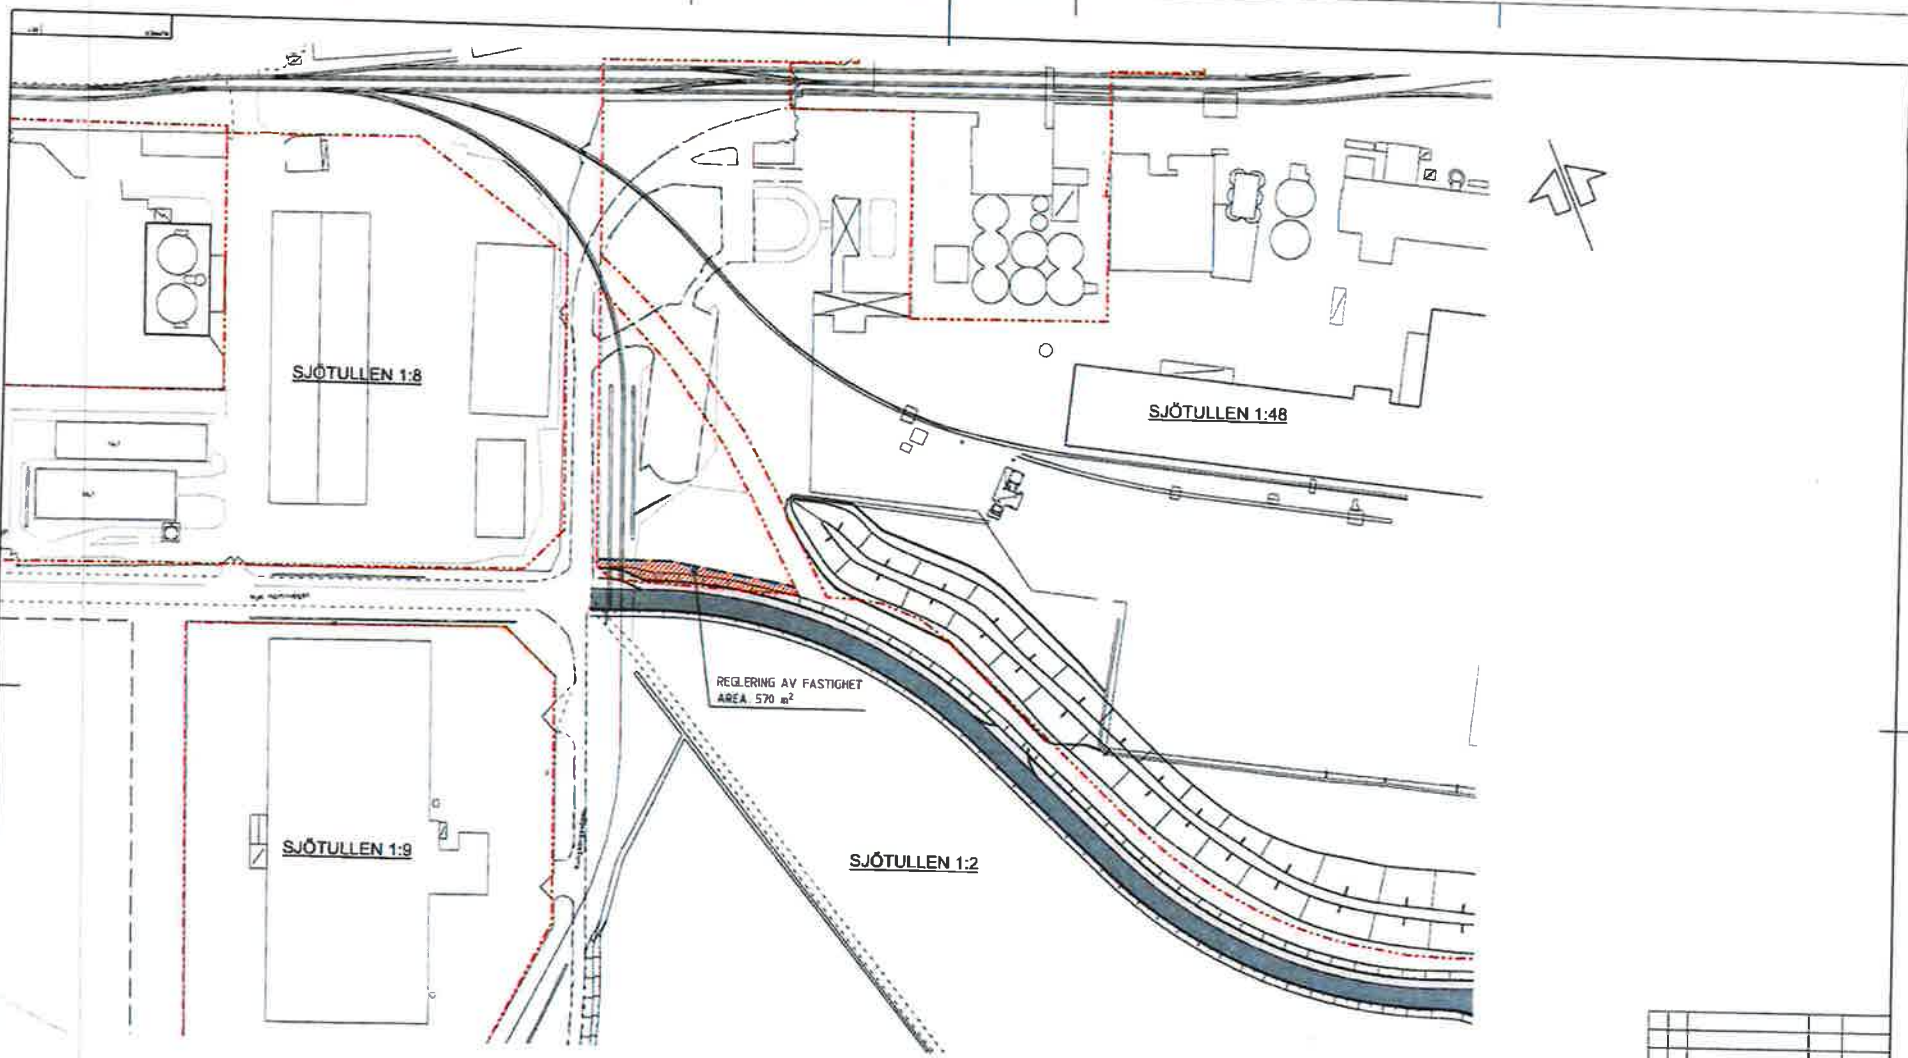 SJÖTULLEN 1:8
SJÖTULLEN 1:48
REGLERING AV FASTIGHET
AREA. 570 m²
SJÖTULLEN 1:9
SJÖTULLEN 1:2